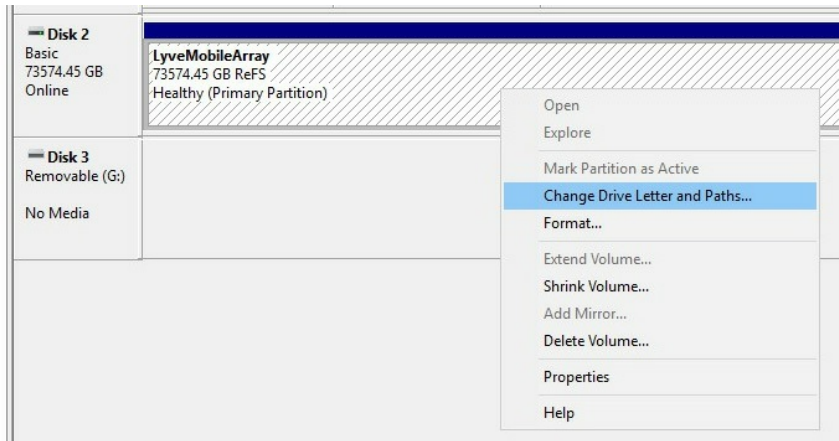 Disk 2
Basic
73574.45 GB
Online
LyveMobileArray
73574.45 GB ReFS
Healthy (Primary Partition)
Disk 3
Removable (G:)
No Media
Open
Explore
Mark Partition as Active
Change Drive Letter and Paths...
Format...
Extend Volume...
Shrink Volume...
Add Mirror...
Delete Volume...
Properties
Help